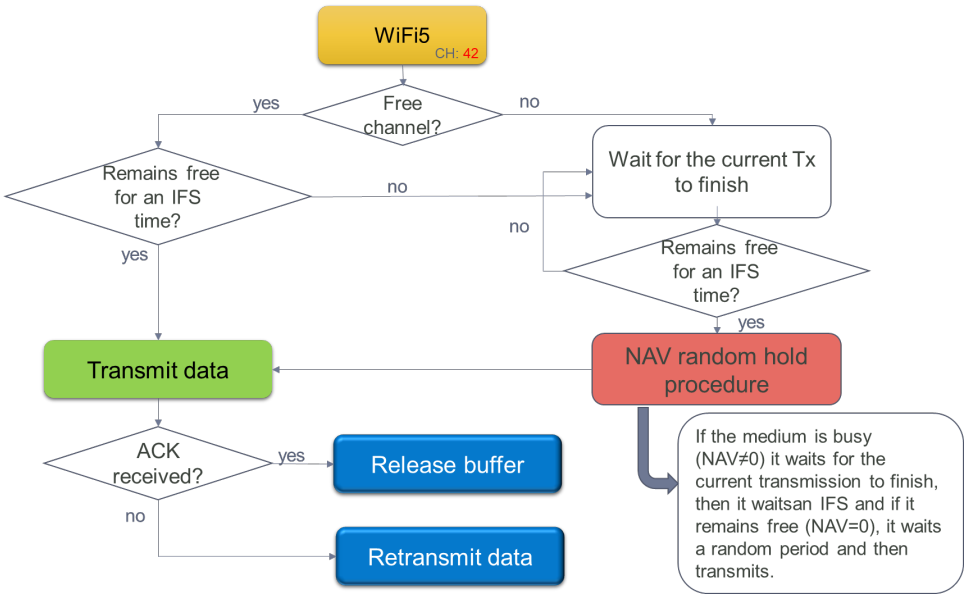 WiFi5
CH: 42
yes
Free
channel?
no
Wait for the current Tx
to finish
Remains free
for an IFS
time?
no
no
yes
Remains free
for an IFS
time?
yes
Transmit data
NAV random hold
procedure
ACK
received?
yes
Release buffer
If the medium is busy
(NAV≠0) it waits for the
current transmission to finish,
then it waitsan IFS and if it
remains free (NAV=0), it waits
a random period and then
transmits.
no
Retransmit data